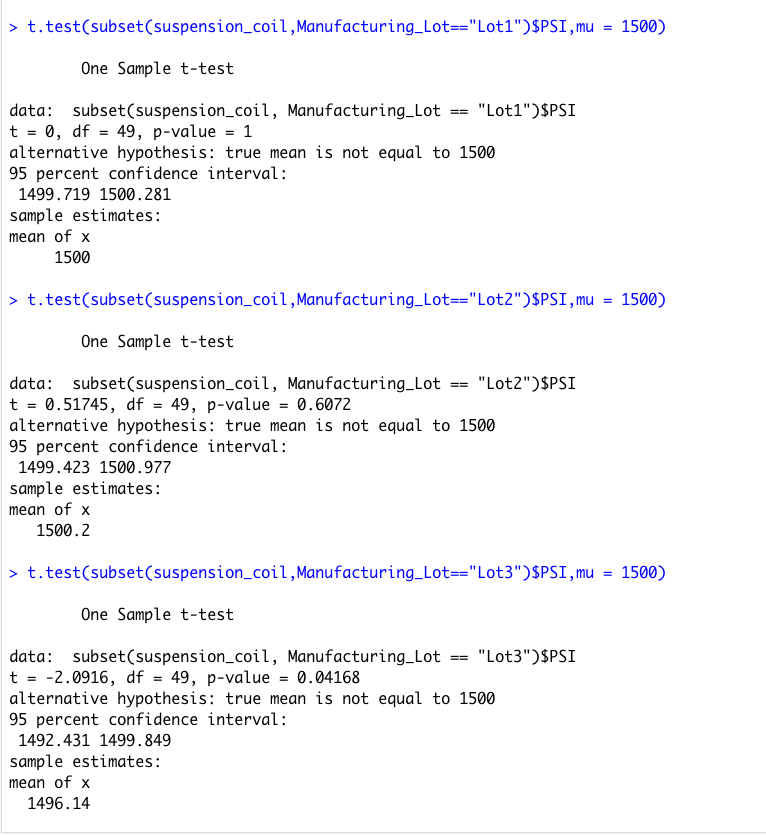 > t.test(subset(suspension_coil,Manufacturing_Lot=="Lot1")$PSI,mu = 1500)
One Sample t-test
data:  subset(suspension_coil, Manufacturing_Lot == "Lot1")$PSI
t = 0, df = 49, p-value = 1
alternative hypothesis: true mean is not equal to 1500
95 percent confidence interval:
1499.719 1500.281
sample estimates:
mean of x
1500
> t.test(subset(suspension_coil,Manufacturing_Lot=="Lot2")$PSI,mu = 1500)
One Sample t-test
data:  subset(suspension_coil, Manufacturing_Lot == "Lot2")$PSI
t = 0.51745, df = 49, p-value = 0.6072
alternative hypothesis: true mean is not equal to 1500
95 percent confidence interval:
1499.423 1500.977
sample estimates:
mean of x
1500.2
> t.test(subset(suspension_coil,Manufacturing_Lot=="Lot3")$PSI,mu = 1500)
One Sample t-test
data:  subset(suspension_coil, Manufacturing_Lot == "Lot3")$PSI
t = -2.0916, df = 49, p-value = 0.04168
alternative hypothesis: true mean is not equal to 1500
95 percent confidence interval:
1492.431 1499.849
sample estimates:
mean of x
1496.14